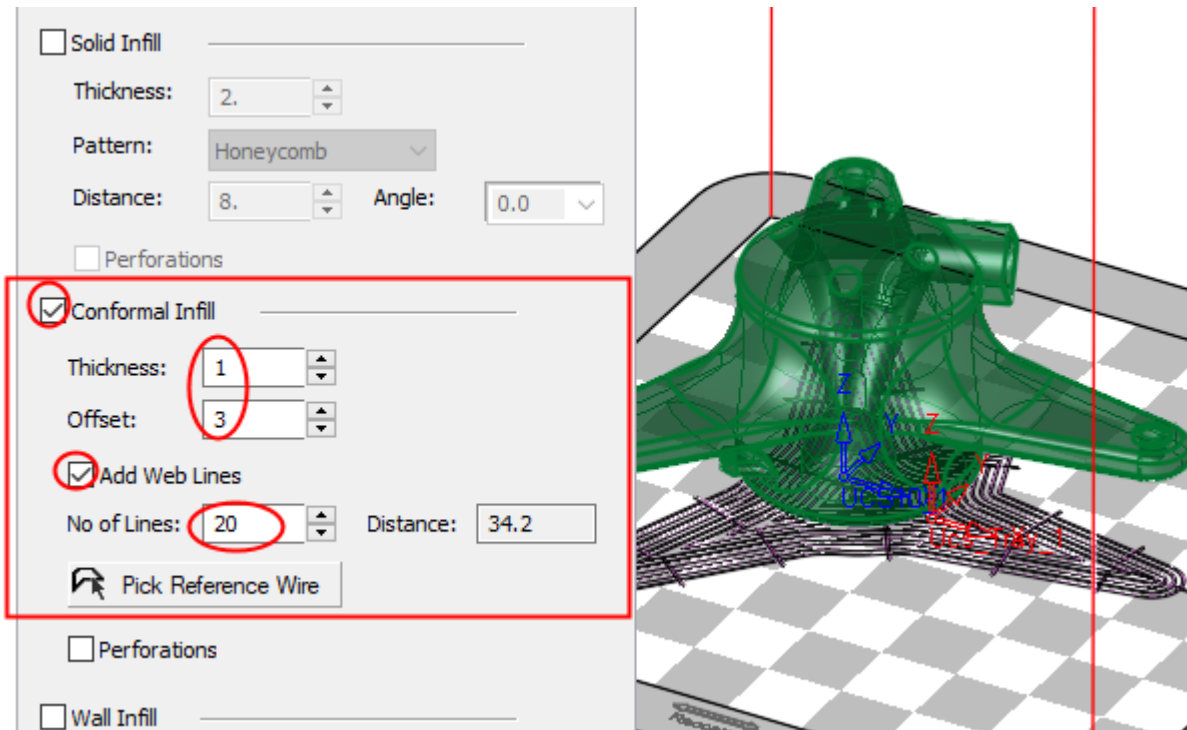 Solid Infill
Thickness: 2.
Pattern: Honeycomb
Distance: 8. Angle: 0.0
Perforations
Conformal Infill
Thickness: 1
Offset: 3
Add Web Lines
No of Lines: 20 Distance: 34.2
Pick Reference Wire
Perforations
Wall Infill
Z
Y
Z
Y
UCS_Tray_1